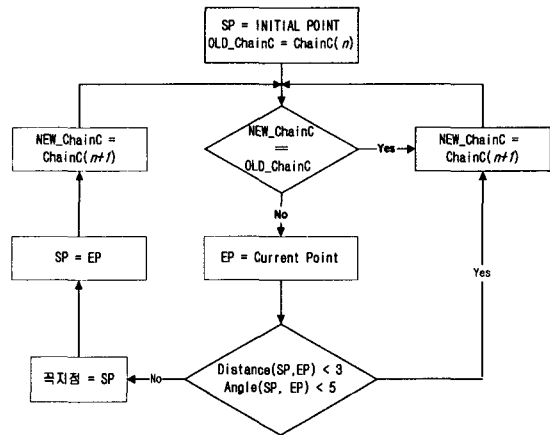 SP = INITIAL POINT
OLD_ChainC = ChainC(n)
NEW_ChainC =
ChainC(n+1)
NEW_ChainC
==
OLD_ChainC
Yes
NEW_ChainC =
ChainC(n+1)
No
SP = EP
EP = Current Point
Yes
꼭지점 = SP
No
Distance(SP,EP) < 3
Angle(SP, EP) < 5